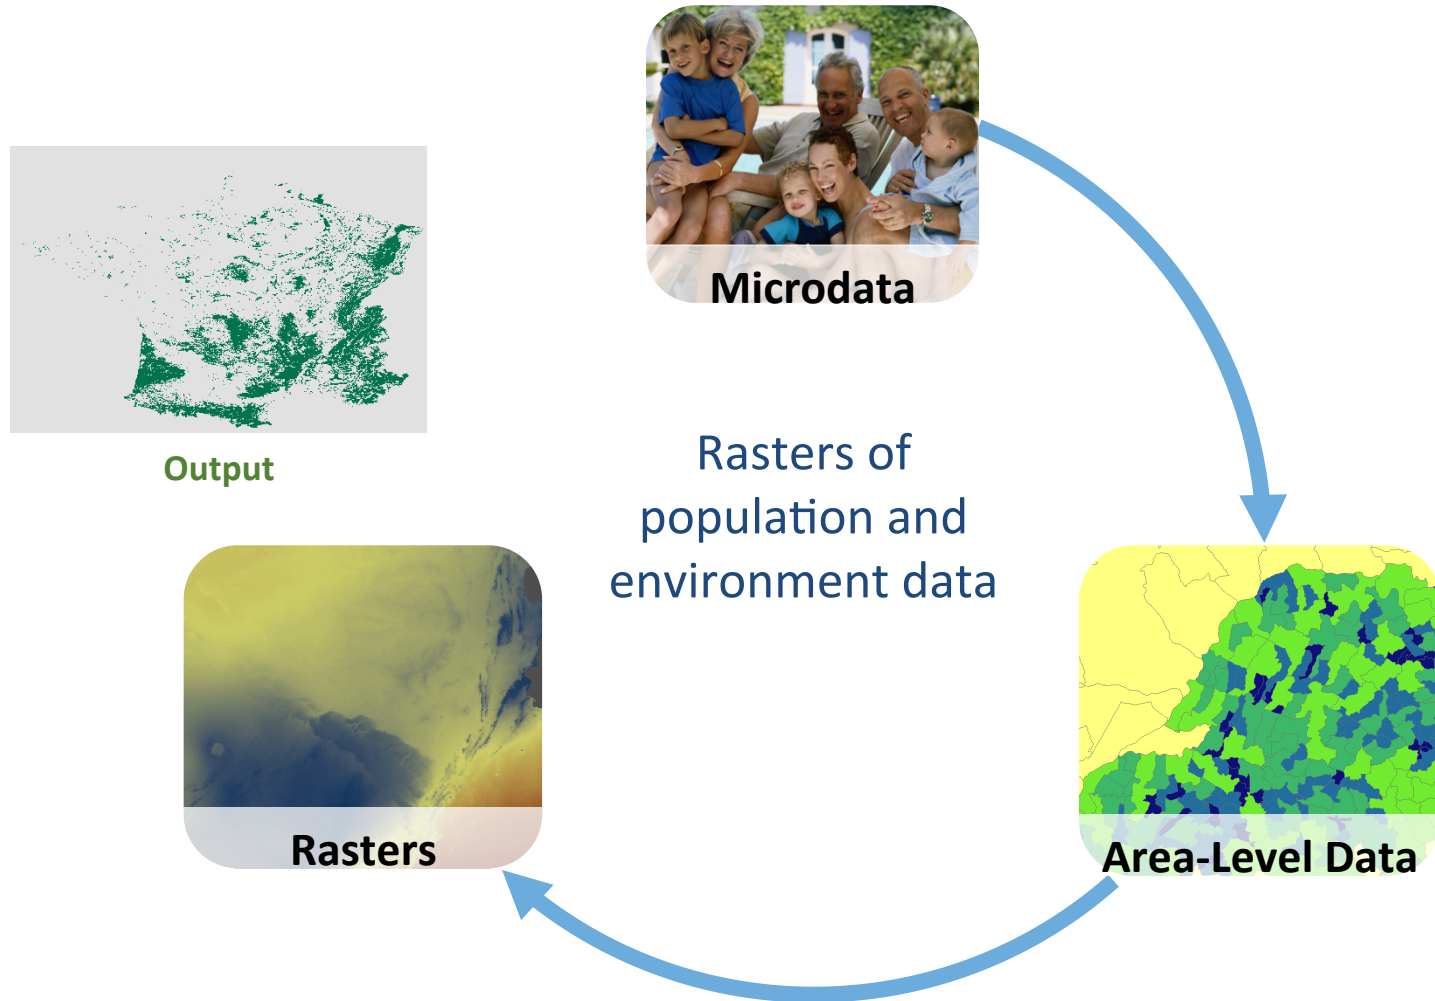 Microdata
Output
Rasters of
population and
environment data
Rasters
Area-Level Data